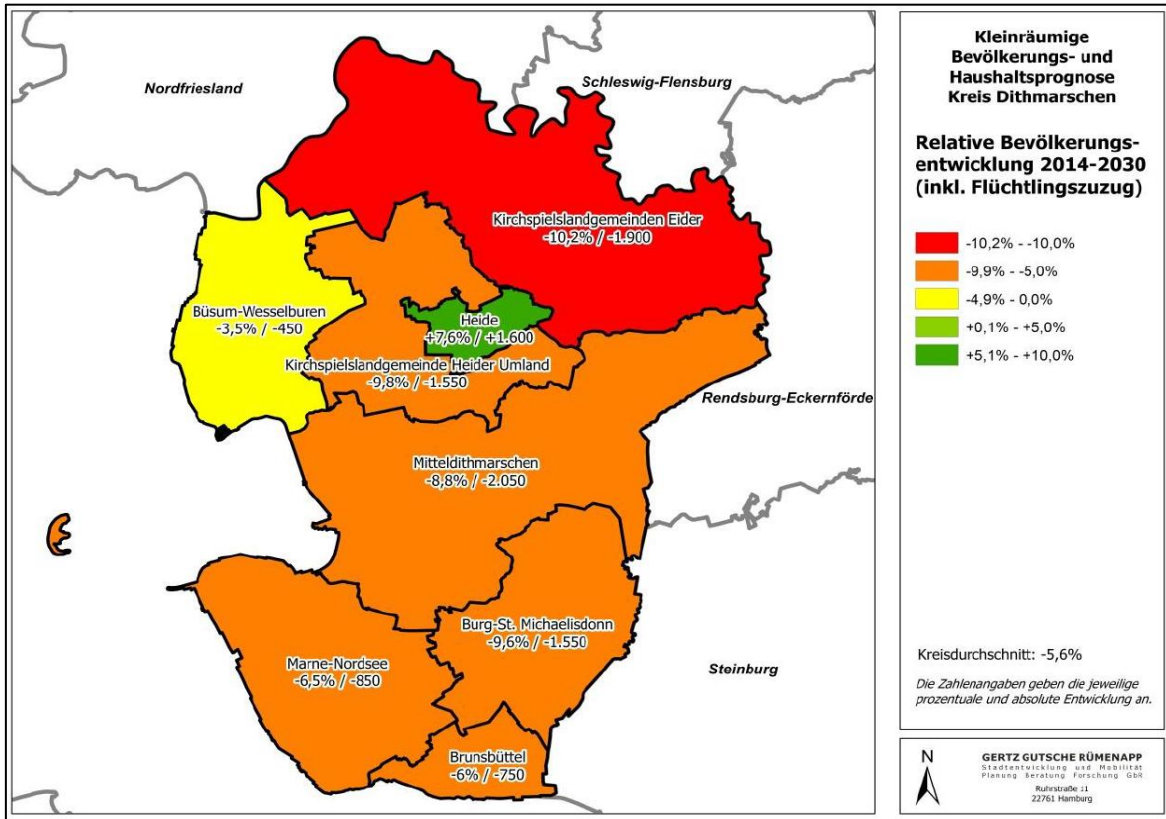 Nordfriesland
Schleswig-Flensburg
Kirchspielslandgemeinden Eider
-10,2% / -1.900
Büsum-Wesselburen
-3,5% / -450
Heide
+7,6% / +1.600
Kirchspielslandgemeinde Heider Umland
-9,8% / -1.550
Rendsburg-Eckernförde
Mitteldithmarschen
-8,8% / -2.050
Burg-St. Michaelisdonn
-9,6% / -1.550
Marne-Nordsee
-6,5% / -850
Steinburg
Brunsbüttel
-6% / -750
Kleinräumige
Bevölkerungs- und
Haushaltsprognose
Kreis Dithmarschen
Relative Bevölkerungs-
entwicklung 2014-2030
(inkl. Flüchtlingszuzug)
-10,2% - -10,0%
-9,9% - -5,0%
-4,9% - 0,0%
+0,1% - +5,0%
+5,1% - +10,0%
Kreisdurchschnitt: -5,6%
Die Zahlenangaben geben die jeweilige
prozentuale und absolute Entwicklung an.
N
GERTZ GUTSCHE RÜMENAPP
Stadtentwicklung und Mobilität
Planung Beratung Forschung GbR
Ruhrstraße 11
22761 Hamburg